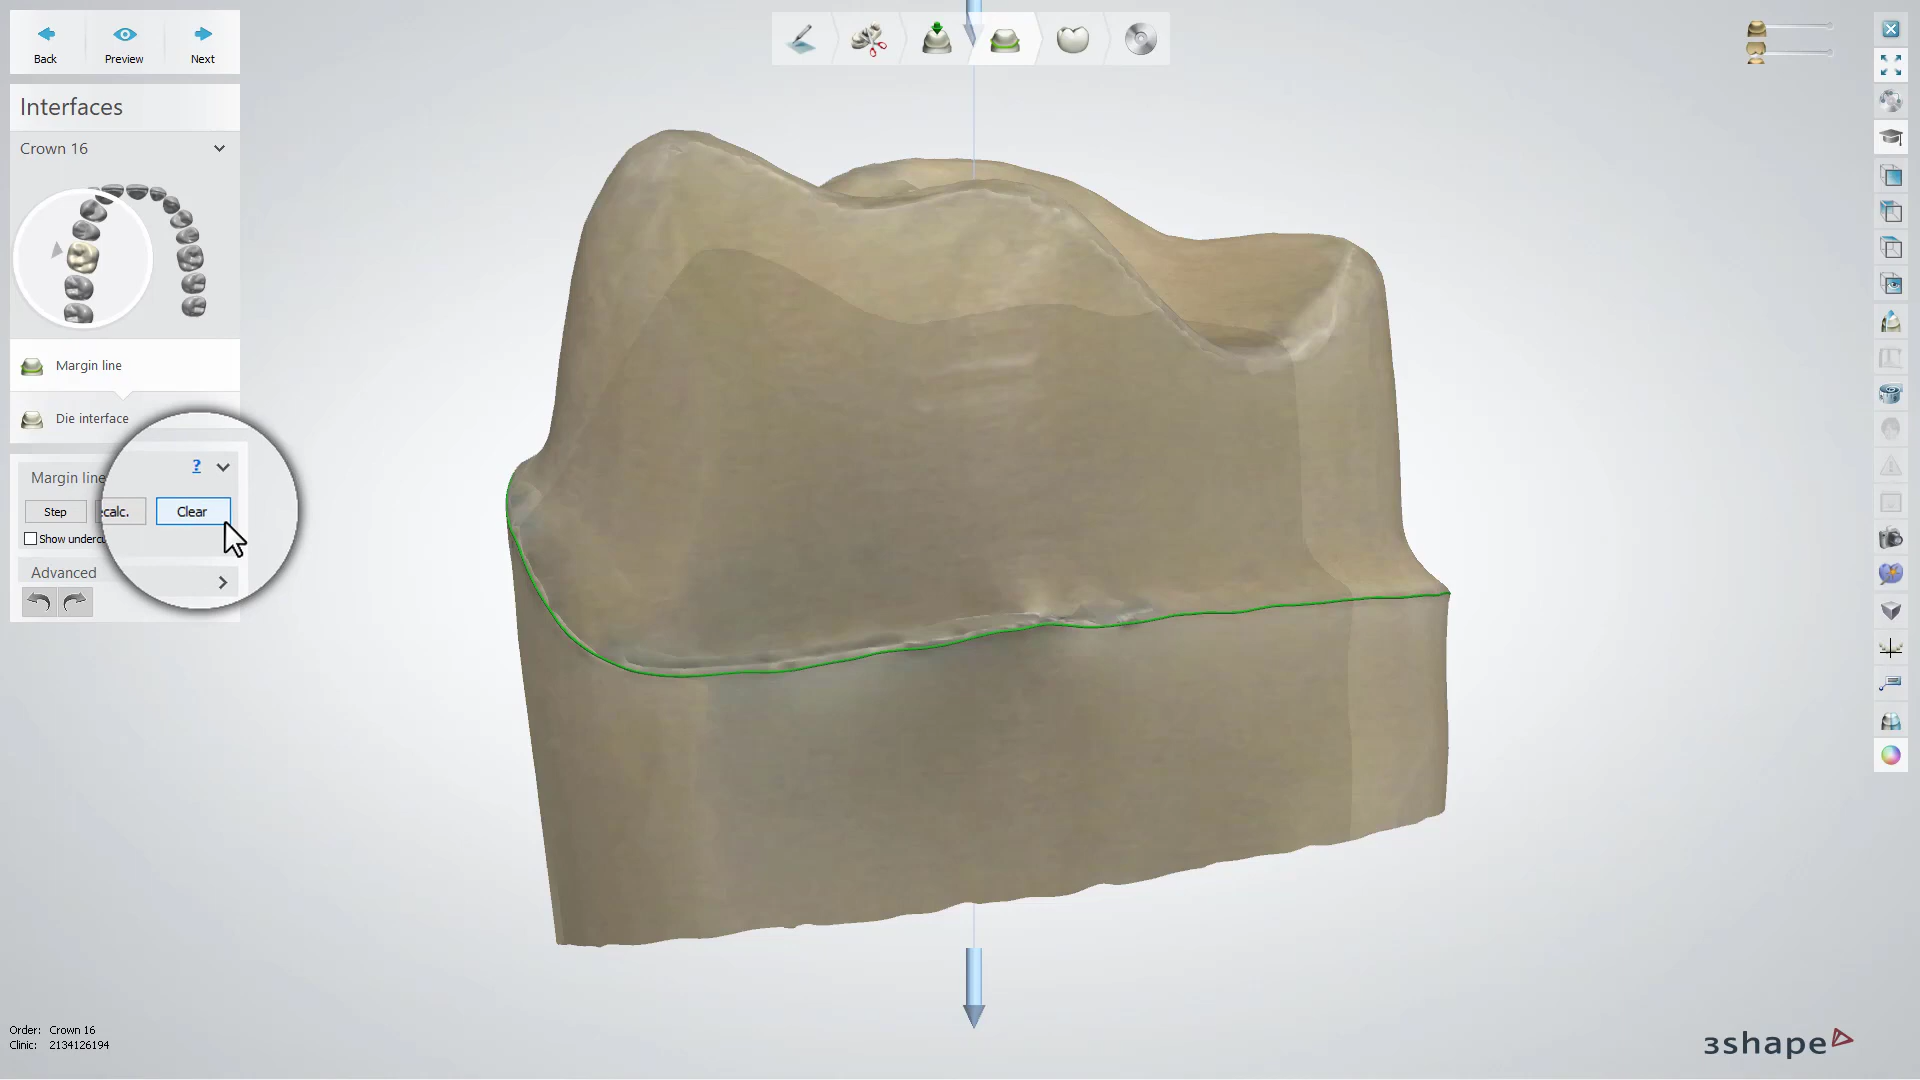 Back
Preview
Next
Interfaces
Crown 16
Margin line
Die interface
Margin line
?
Step
calc.
Clear
Show underc
Advanced
Order: Crown 16
Clinic: 2134126194
3shape